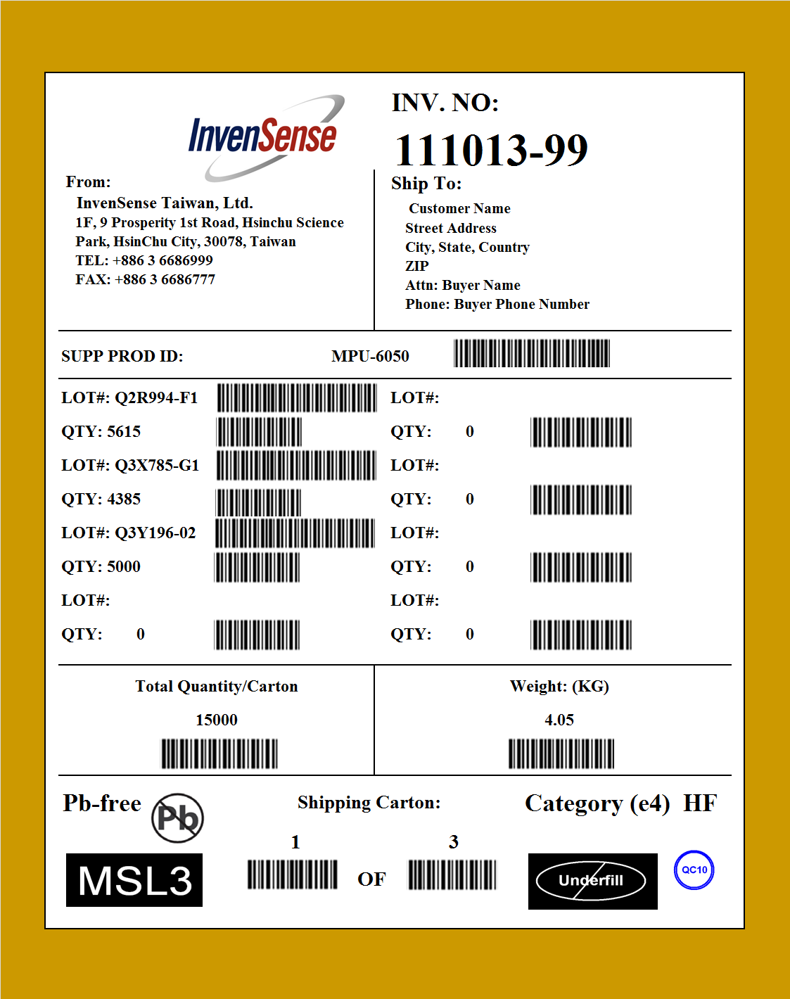 InvenSense
INV. NO:
111013-99
From:
InvenSense Taiwan, Ltd.
1F, 9 Prosperity 1st Road, Hsinchu Science
Park, HsinChu City, 30078, Taiwan
TEL: +886 3 6686999
FAX: +886 3 6686777
Ship To:
Customer Name
Street Address
City, State, Country
ZIP
Attn: Buyer Name
Phone: Buyer Phone Number
SUPP PROD ID: MPU-6050
LOT#: Q2R994-F1 LOT#:
QTY: 5615 QTY: 0
LOT#: Q3X785-G1 LOT#:
QTY: 4385 QTY: 0
LOT#: Q3Y196-02 LOT#:
QTY: 5000 QTY: 0
LOT#: LOT#:
QTY: 0 QTY: 0
Total Quantity/Carton
15000
Weight: (KG)
4.05
Pb-free Pb
MSL3
Shipping Carton:
1 OF 3
Category (e4) HF
Underfill
QC10